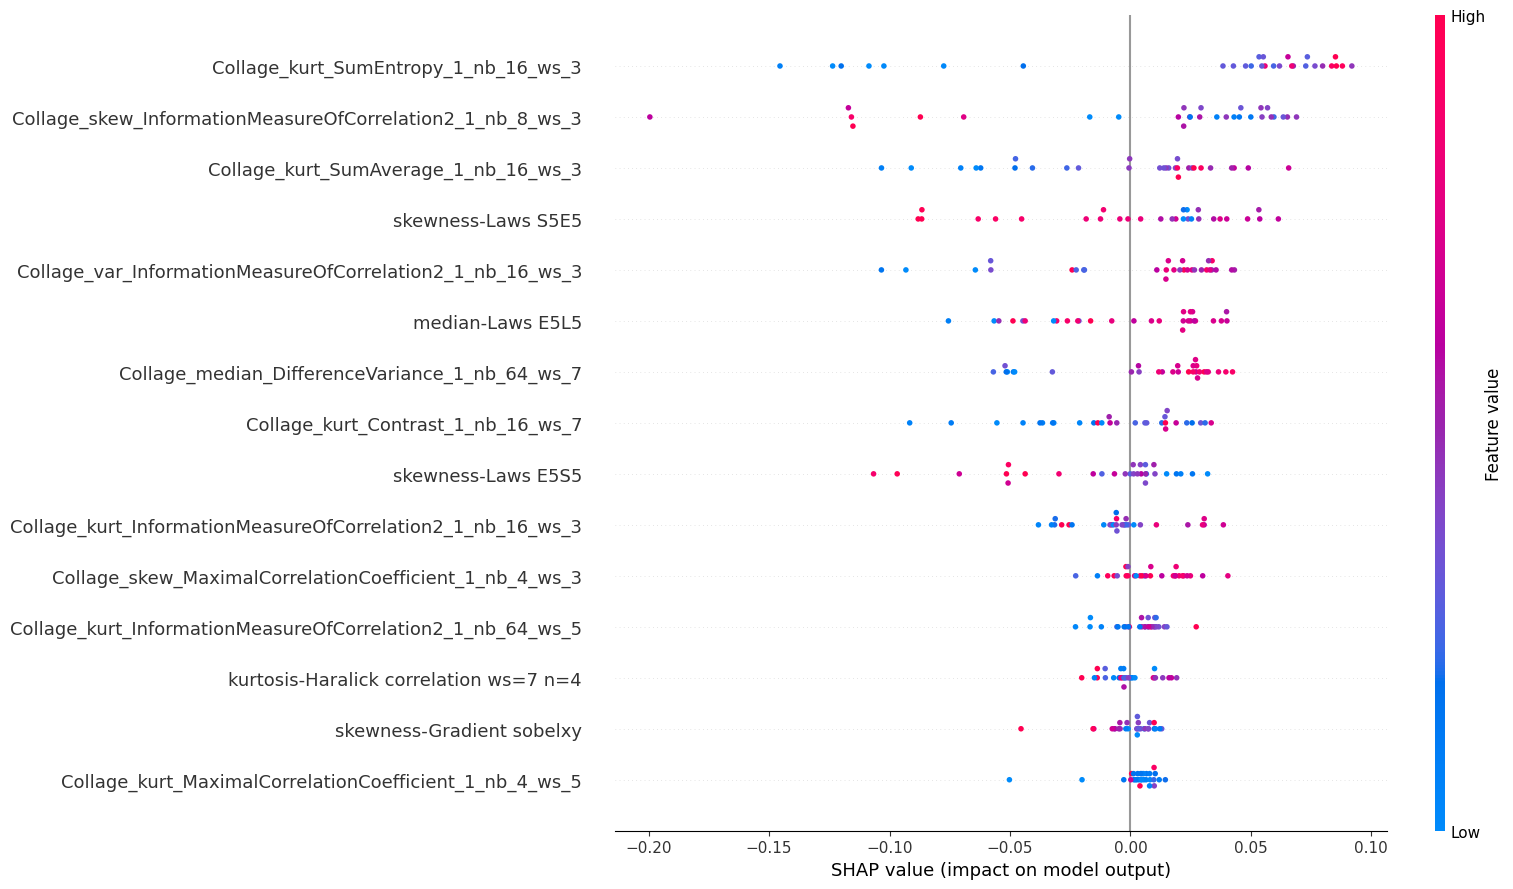 High
Collage_kurt_SumEntropy_1_nb_16_ws_3
Collage_skew_InformationMeasureOfCorrelation2_1_nb_8_ws_3
Collage_kurt_SumAverage_1_nb_16_ws_3
skewness-Laws S5E5
Collage_var_InformationMeasureOfCorrelation2_1_nb_16_ws_3
median-Laws E5L5
Collage_median_DifferenceVariance_1_nb_64_ws_7
Collage_kurt_Contrast_1_nb_16_ws_7
skewness-Laws E5S5
Collage_kurt_InformationMeasureOfCorrelation2_1_nb_16_ws_3
Collage_skew_MaximalCorrelationCoefficient_1_nb_4_ws_3
Collage_kurt_InformationMeasureOfCorrelation2_1_nb_64_ws_5
kurtosis-Haralick correlation ws=7 n=4
skewness-Gradient sobelxy
Collage_kurt_MaximalCorrelationCoefficient_1_nb_4_ws_5
Feature value
Low
−0.20 −0.15 −0.10 −0.05 0.00 0.05 0.10
SHAP value (impact on model output)